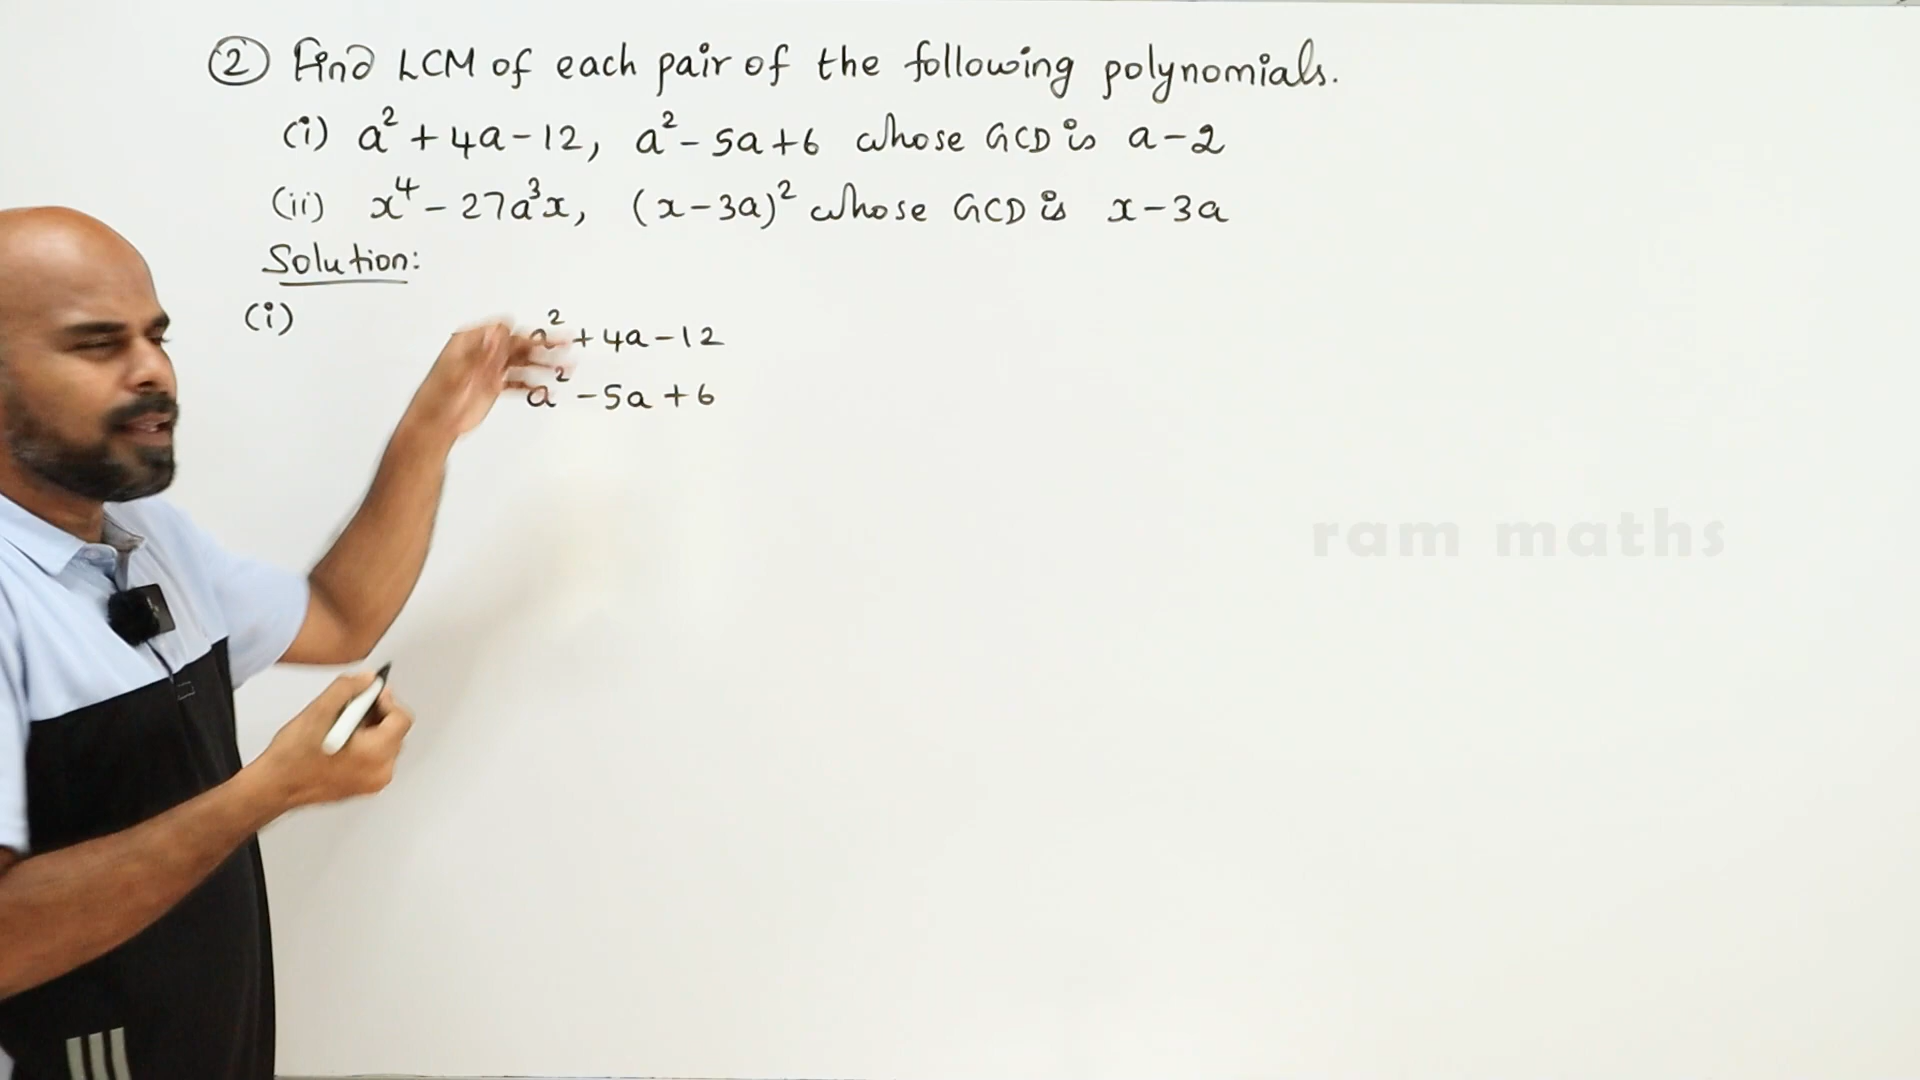 ② Find LCM of each pair of the following polynomials.
(i) a² + 4a - 12, a² - 5a + 6 whose GCD is a - 2
(ii) x⁴ - 27a³x, (x - 3a)² whose GCD is x - 3a
Solution:
(i)
a² + 4a - 12
a² - 5a + 6
ram maths